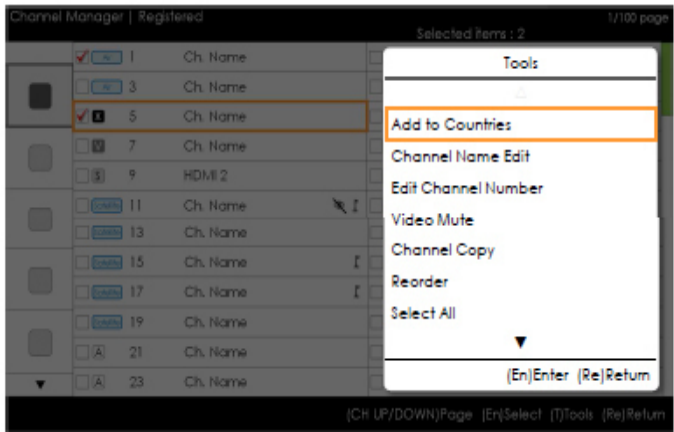 Channel Manager | Registered
1/100 page
Selected items : 2
1 Ch. Name
3 Ch. Name
5 Ch. Name
7 Ch. Name
9 HDMI 2
11 Ch. Name
13 Ch. Name
15 Ch. Name
17 Ch. Name
19 Ch. Name
A 21 Ch. Name
A 23 Ch. Name
Tools
Add to Countries
Channel Name Edit
Edit Channel Number
Video Mute
Channel Copy
Reorder
Select All
(En)Enter (Re)Return
(CH UP/DOWN)Page (En)Select (T)Tools (Re)Return